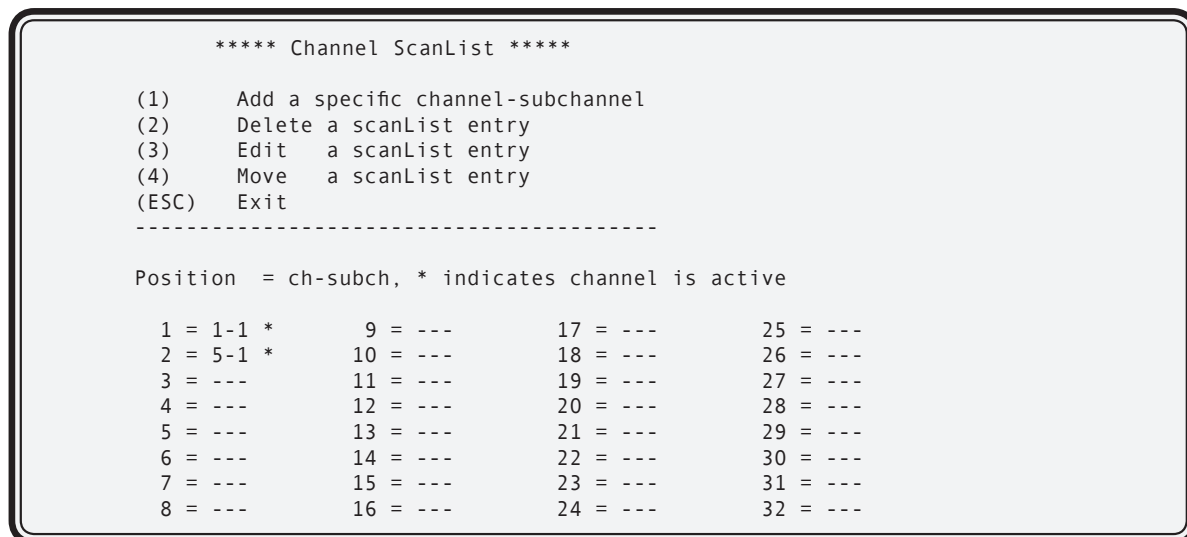 ***** Channel ScanList *****
(1) Add a specific channel-subchannel
(2) Delete a scanList entry
(3) Edit a scanList entry
(4) Move a scanList entry
(ESC) Exit
-----------------------------------------
Position = ch-subch, * indicates channel is active
1 = 1-1 * 9 = --- 17 = --- 25 = ---
2 = 5-1 * 10 = --- 18 = --- 26 = ---
3 = --- 11 = --- 19 = --- 27 = ---
4 = --- 12 = --- 20 = --- 28 = ---
5 = --- 13 = --- 21 = --- 29 = ---
6 = --- 14 = --- 22 = --- 30 = ---
7 = --- 15 = --- 23 = --- 31 = ---
8 = --- 16 = --- 24 = --- 32 = ---